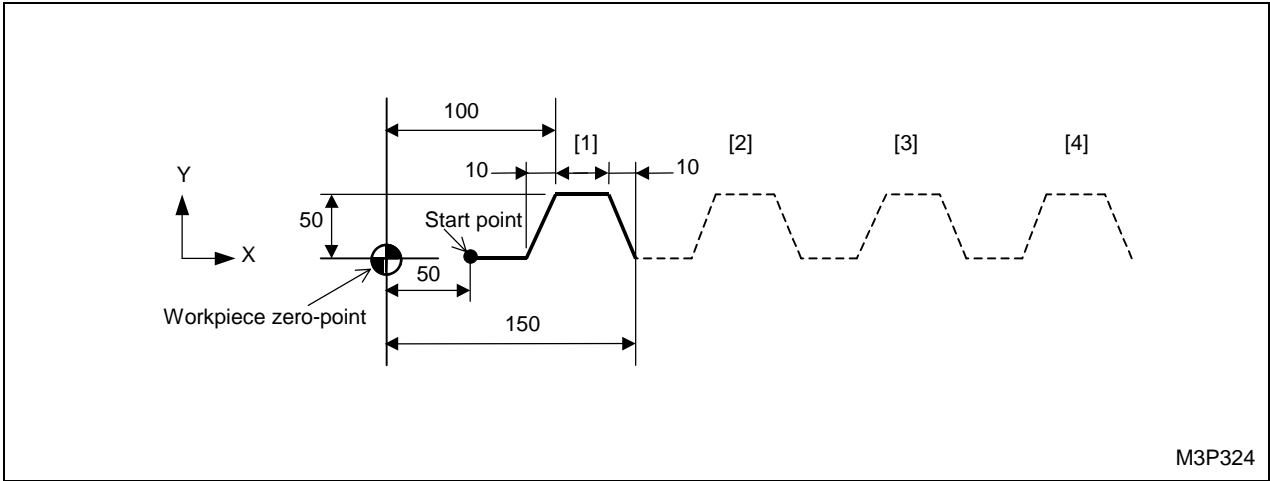 100
[1]
[2]
[3]
[4]
10
10
Y
50
Start point
X
50
Workpiece zero-point
150
M3P324